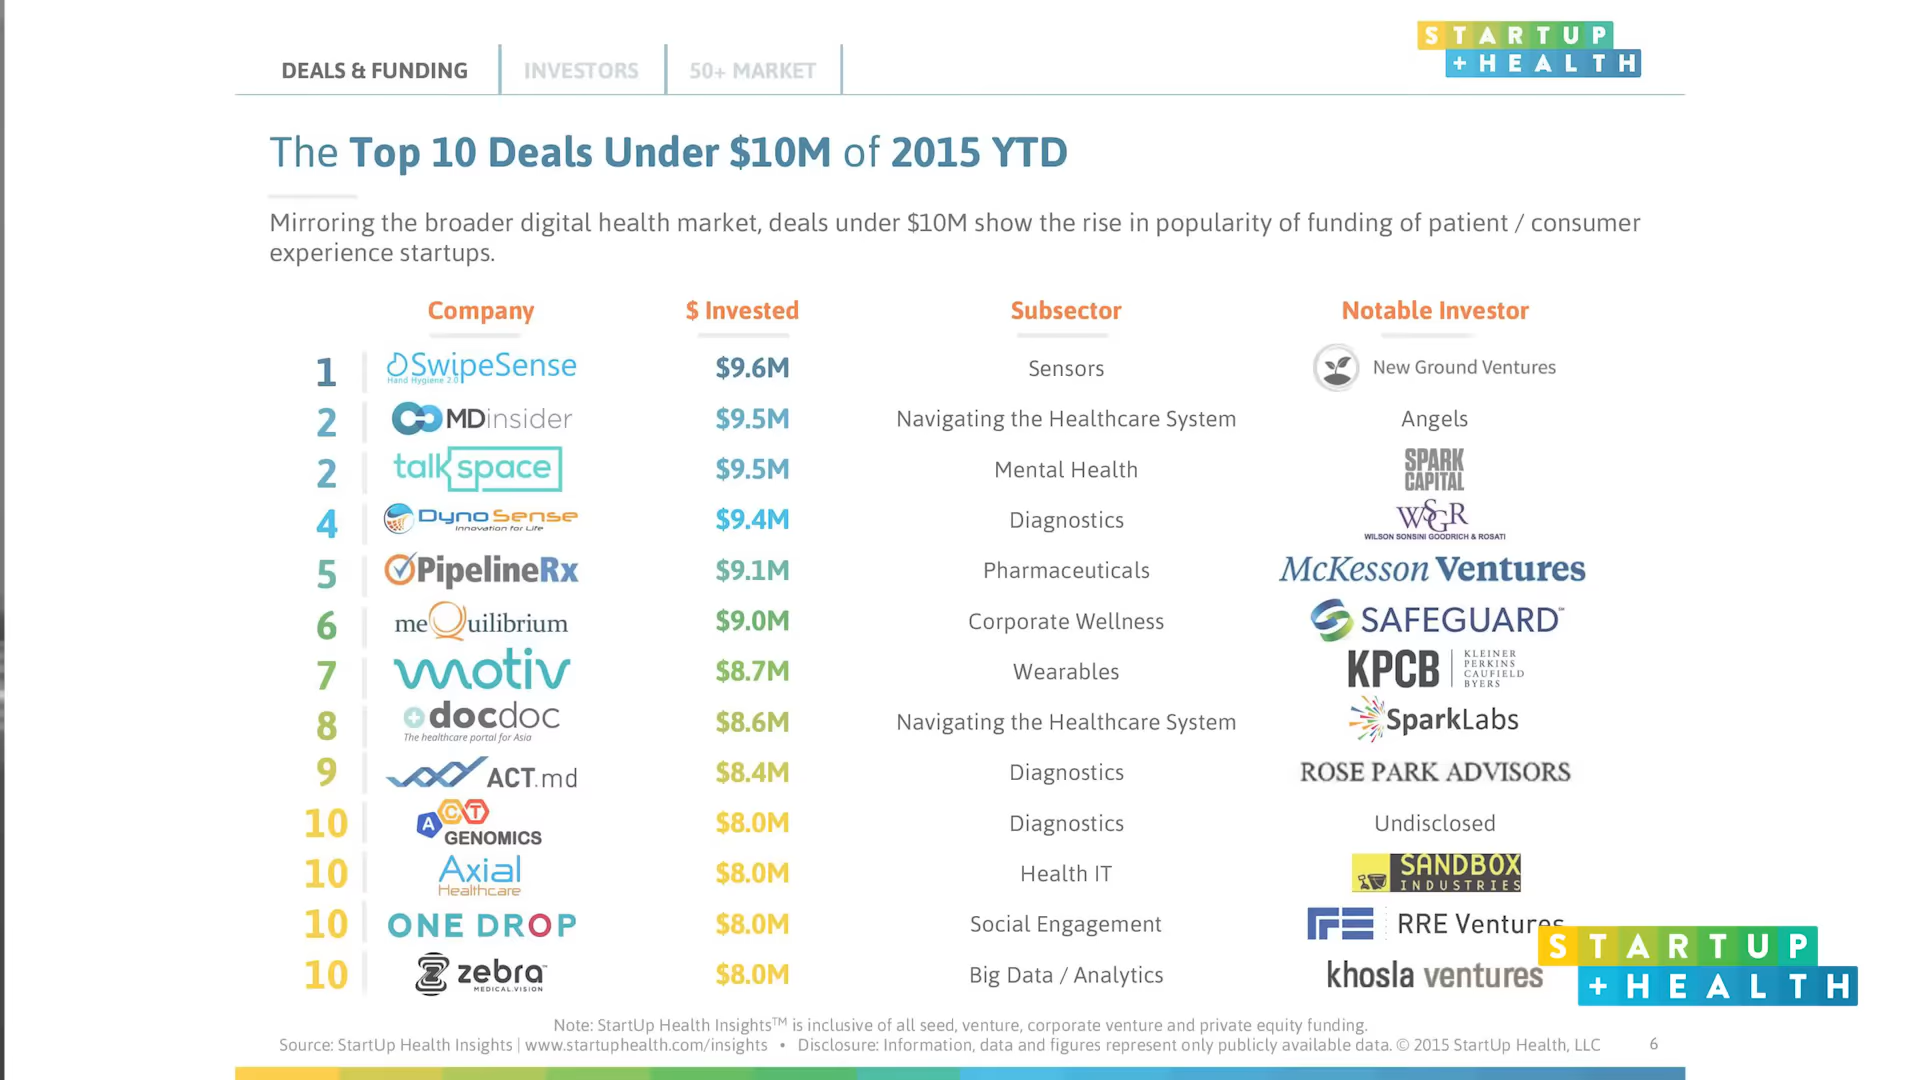 DEALS & FUNDING INVESTORS 50+ MARKET
STARTUP
+HEALTH
The Top 10 Deals Under $10M of 2015 YTD
Mirroring the broader digital health market, deals under $10M show the rise in popularity of funding of patient / consumer
experience startups.
Company $ Invested Subsector Notable Investor
1 SwipeSense Hand Hygiene 2.0 $9.6M Sensors New Ground Ventures
2 MDinsider $9.5M Navigating the Healthcare System Angels
2 talkspace $9.5M Mental Health SPARK CAPITAL
4 DynoSense Innovation for Life $9.4M Diagnostics WSGR WILSON SONSINI GOODRICH & ROSATI
5 PipelineRx $9.1M Pharmaceuticals McKesson Ventures
6 meQuilibrium $9.0M Corporate Wellness SAFEGUARD
7 motiv $8.7M Wearables KPCB KLEINER PERKINS CAUFIELD BYERS
8 docdoc The healthcare portal for Asia $8.6M Navigating the Healthcare System SparkLabs
9 ACT.md $8.4M Diagnostics ROSE PARK ADVISORS
10 ACT GENOMICS $8.0M Diagnostics Undisclosed
10 Axial Healthcare $8.0M Health IT SANDBOX INDUSTRIES
10 ONE DROP $8.0M Social Engagement RRE Ventures
10 zebra MEDICAL.VISION $8.0M Big Data / Analytics khosla ventures
STARTUP
+HEALTH
Note: StartUp Health Insights™ is inclusive of all seed, venture, corporate venture and private equity funding.
Source: StartUp Health Insights | www.startuphealth.com/insights • Disclosure: Information, data and figures represent only publicly available data. © 2015 StartUp Health, LLC 6